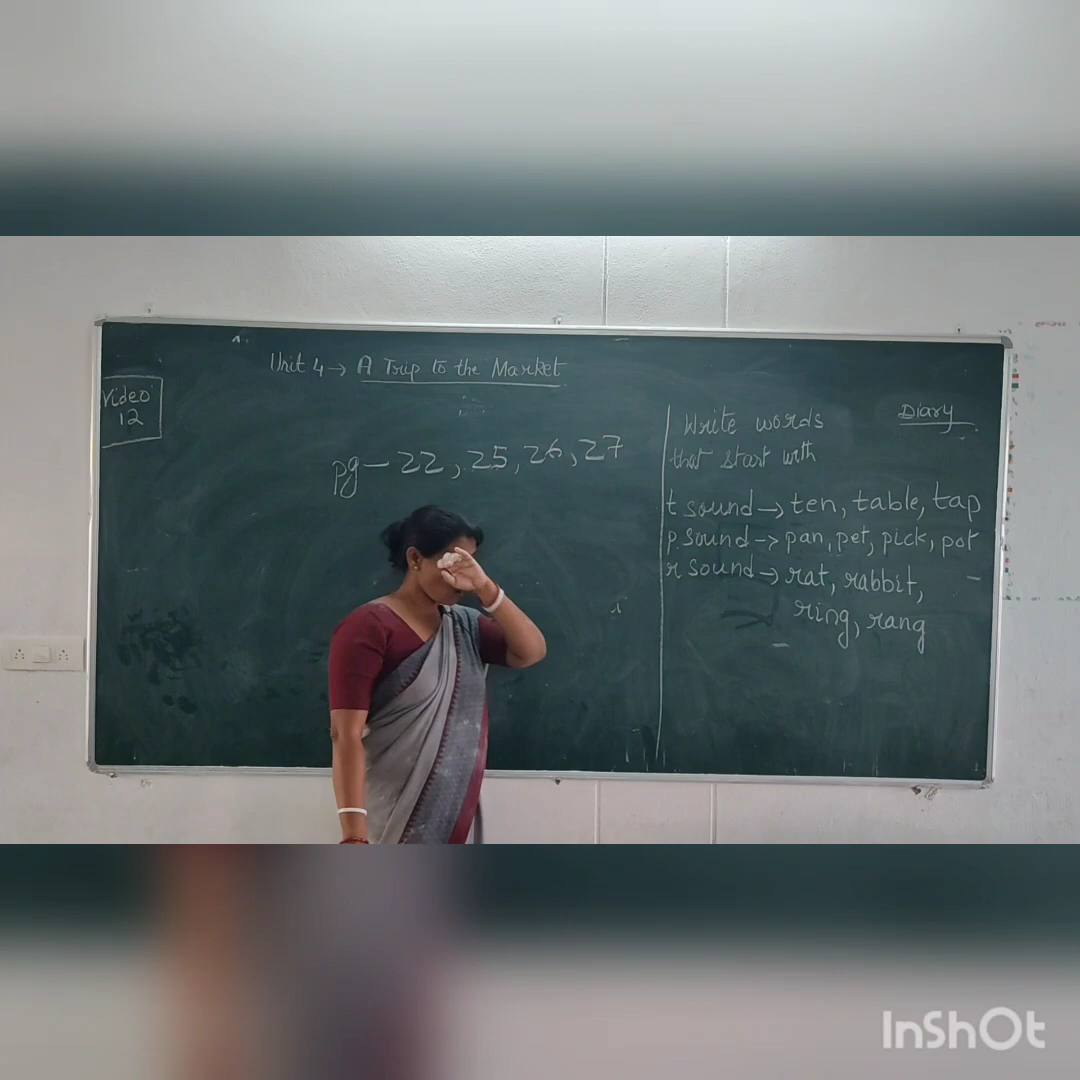 Unit 4 → A Trip to the Market
Video
12
pg - 22, 25, 26, 27
Diary
Write words
that start with
t sound → ten, table, tap
p sound → pan, pet, pick, pot
r sound → rat, rabbit,
ring, rang
InShOt